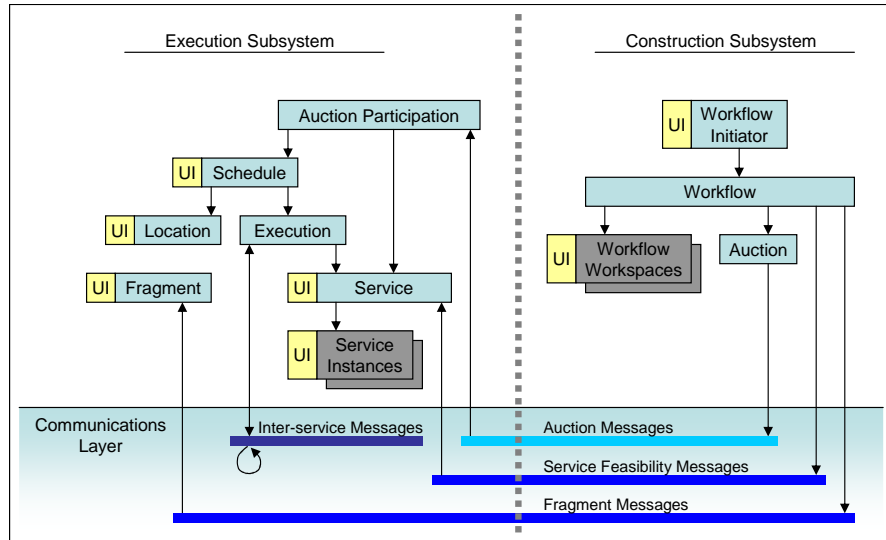 Execution Subsystem
Construction Subsystem
Auction Participation
UI
Workflow
Initiator
UI
Schedule
Workflow
UI
Location
Execution
UI
Workflow
Workspaces
Auction
UI
Fragment
UI
Service
UI
Service
Instances
Communications
Layer
Inter-service Messages
Auction Messages
Service Feasibility Messages
Fragment Messages